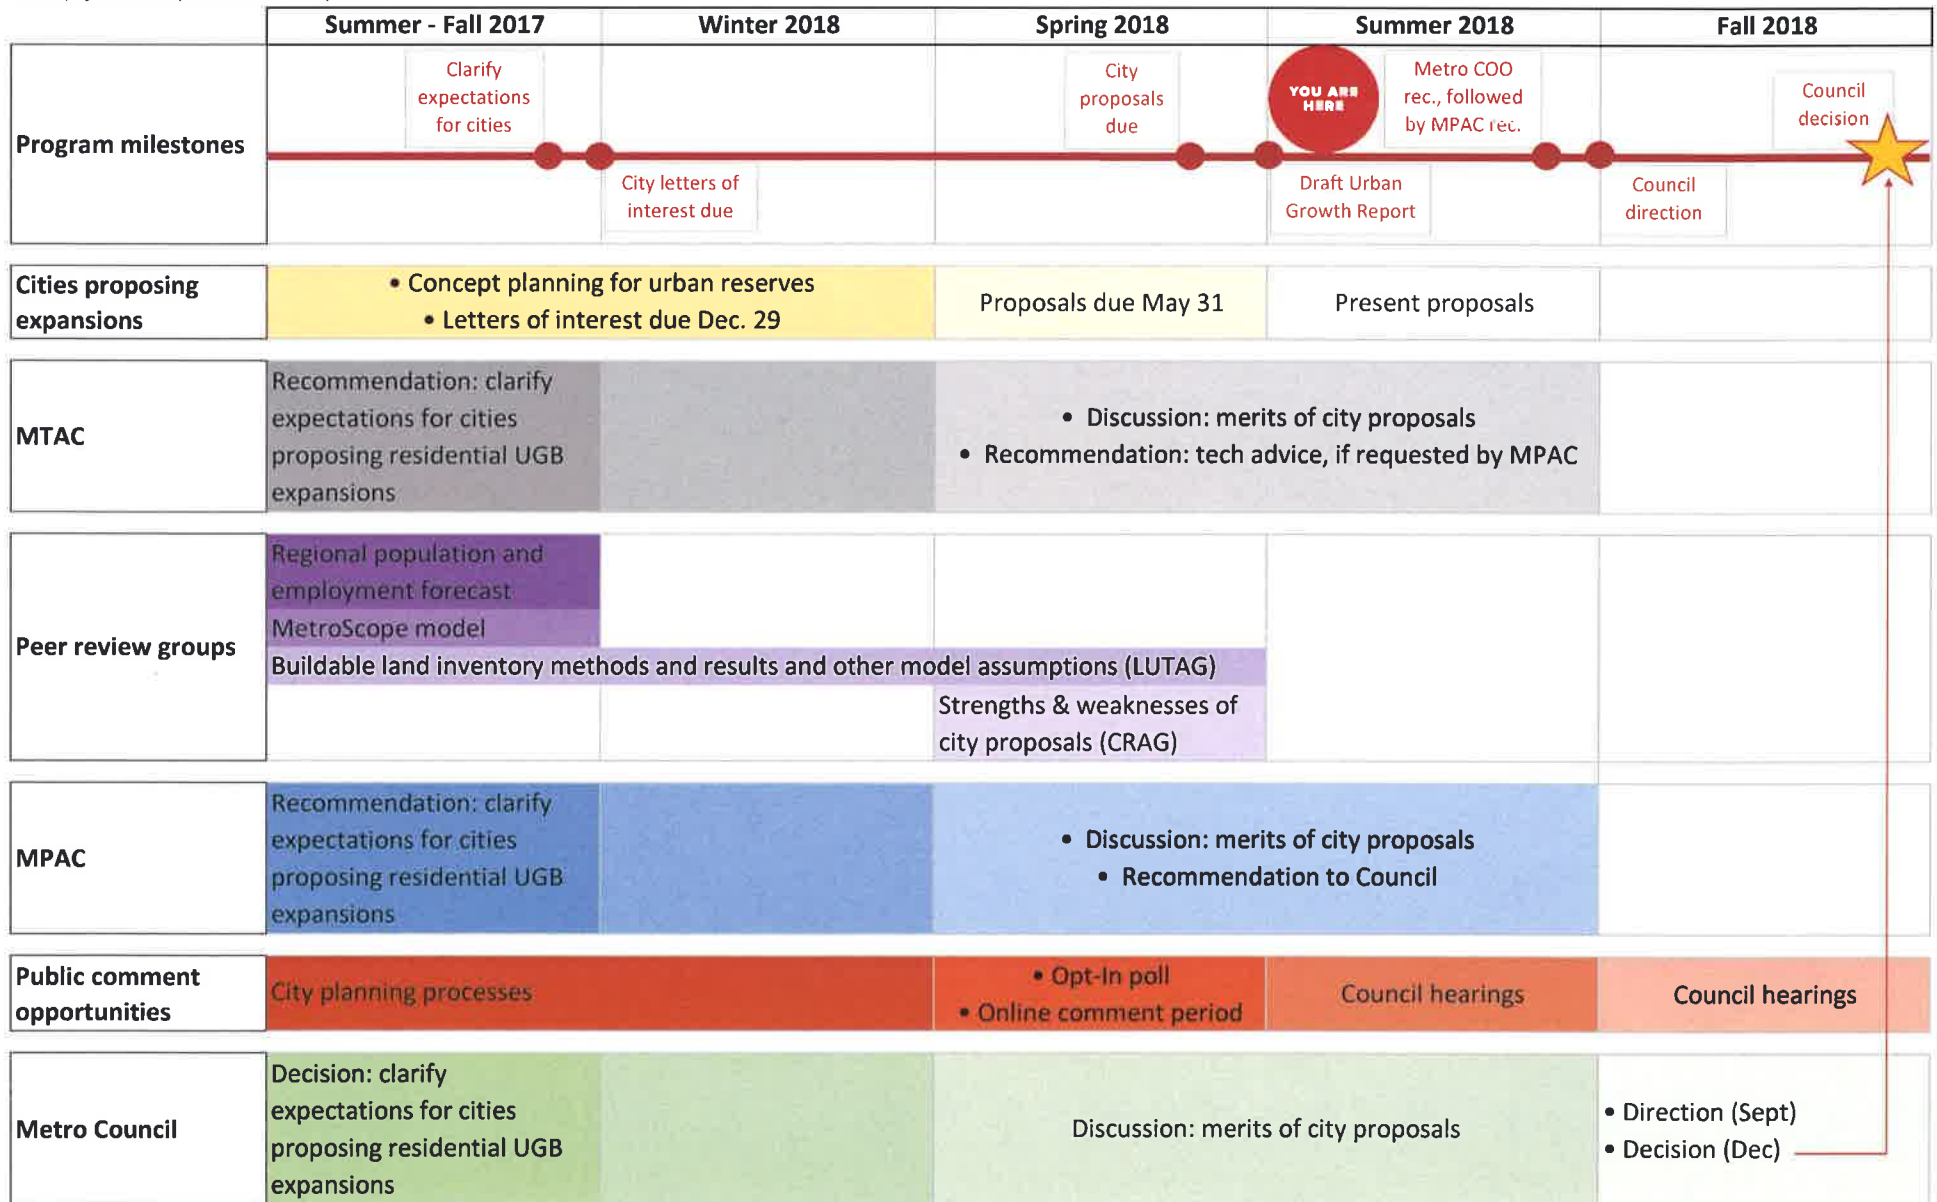 Summer - Fall 2017
Winter 2018
Spring 2018
Summer 2018
Fall 2018
Program milestones
Clarify
expectations
for cities
City letters of
interest due
City
proposals
due
YOU ARE
HERE
Draft Urban
Growth Report
Metro COO
rec., followed
by MPAC rec.
Council
direction
Council
decision
Cities proposing
expansions
• Concept planning for urban reserves
• Letters of interest due Dec. 29
Proposals due May 31
Present proposals
MTAC
Recommendation: clarify
expectations for cities
proposing residential UGB
expansions
• Discussion: merits of city proposals
• Recommendation: tech advice, if requested by MPAC
Peer review groups
Regional population and
employment forecast
MetroScope model
Buildable land inventory methods and results and other model assumptions (LUTAG)
Strengths & weaknesses of
city proposals (CRAG)
MPAC
Recommendation: clarify
expectations for cities
proposing residential UGB
expansions
• Discussion: merits of city proposals
• Recommendation to Council
Public comment
opportunities
City planning processes
• Opt-In poll
• Online comment period
Council hearings
Council hearings
Metro Council
Decision: clarify
expectations for cities
proposing residential UGB
expansions
Discussion: merits of city proposals
• Direction (Sept)
• Decision (Dec)